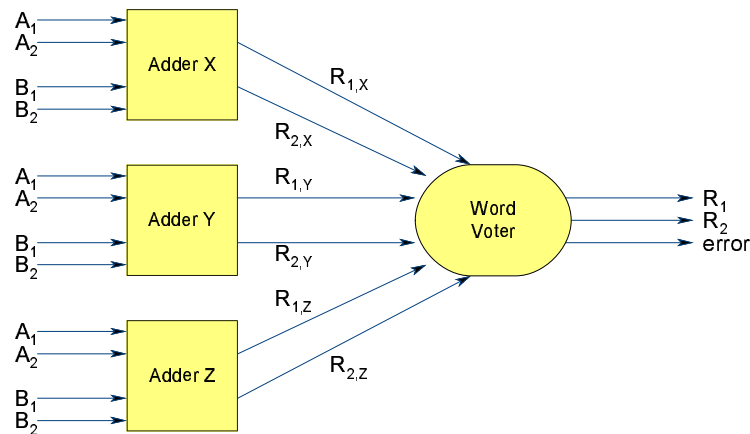 A1
A2
B1
B2
Adder X
R1,X
R2,X
A1
A2
B1
B2
Adder Y
R1,Y
R2,Y
A1
A2
B1
B2
Adder Z
R1,Z
R2,Z
Word
Voter
R1
R2
error